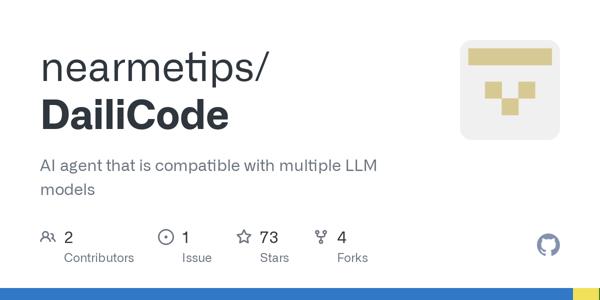 nearmetips/
DailiCode
AI agent that is compatible with multiple LLM
models
2 1 73 4
Contributors Issue Stars Forks